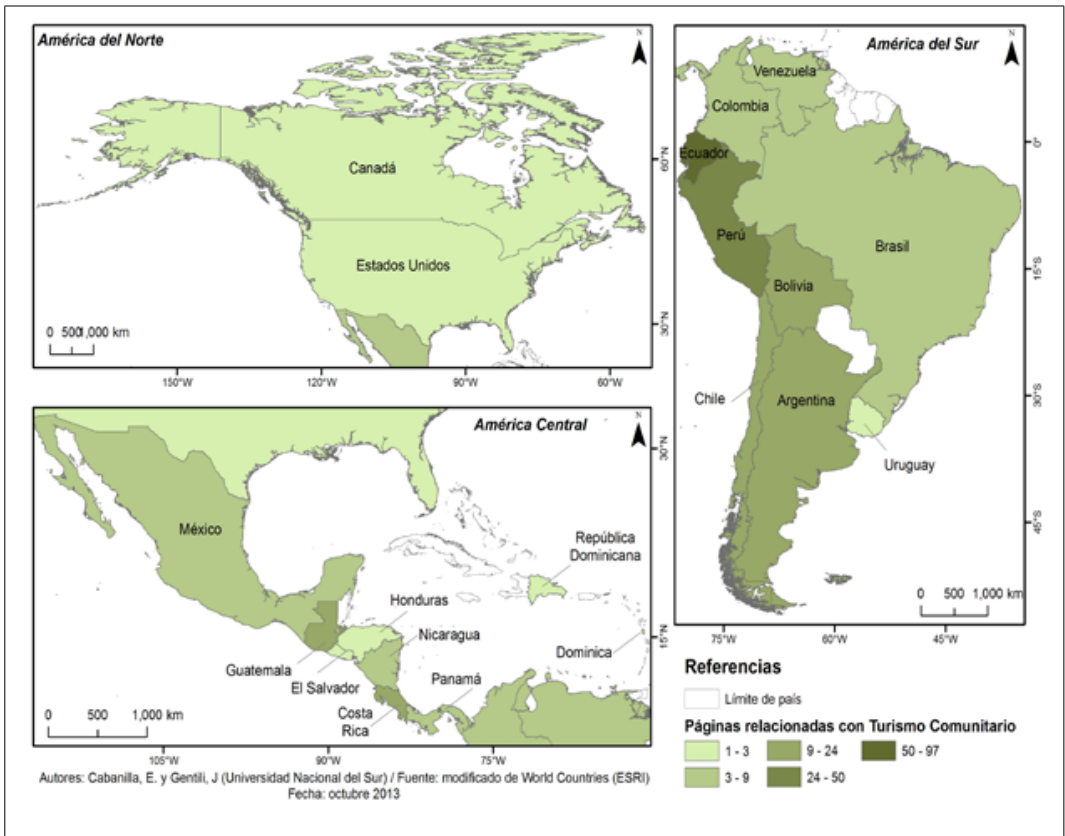 América del Norte
N
Canadá
Estados Unidos
0 500 1,000 km
60°N
30°N
150°W 120°W 90°W 60°W
América Central
N
México
República
Dominicana
Honduras
Nicaragua
Guatemala
El Salvador
Panamá
Costa
Rica
Dominica
0 500 1,000 km
30°N
15°N
105°W 90°W 75°W
América del Sur
N
Venezuela
Colombia
Ecuador
Perú
Brasil
Bolivia
Chile
Argentina
Uruguay
0 500 1,000 km
0°
15°S
30°S
45°S
75°W 60°W 45°W
Referencias
Límite de país
Páginas relacionadas con Turismo Comunitario
1 - 3 9 - 24 50 - 97
3 - 9 24 - 50
Autores: Cabanilla, E. y Gentili, J (Universidad Nacional del Sur) / Fuente: modificado de World Countries (ESRI)
Fecha: octubre 2013